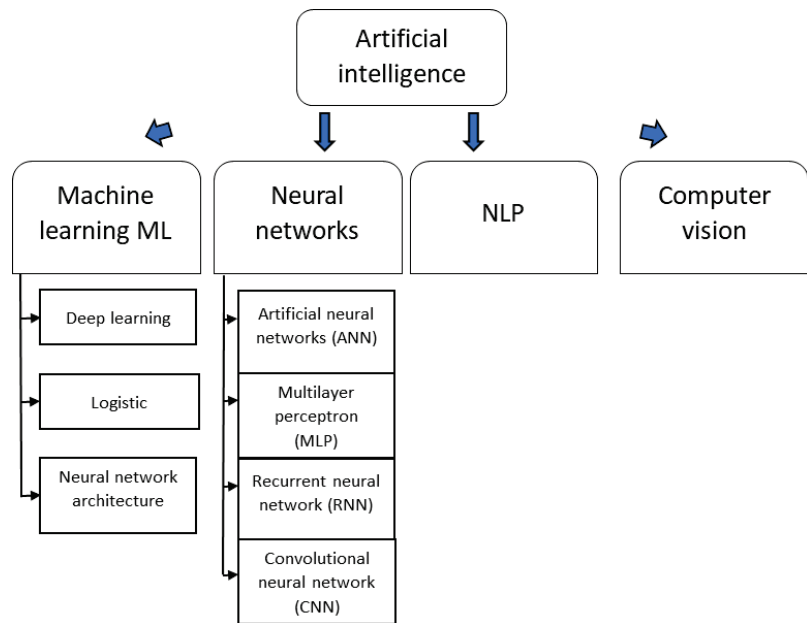 Artificial
intelligence
Machine
learning ML
Neural
networks
NLP
Computer
vision
Deep learning
Logistic
Neural network
architecture
Artificial neural
networks (ANN)
Multilayer
perceptron
(MLP)
Recurrent neural
network (RNN)
Convolutional
neural network
(CNN)